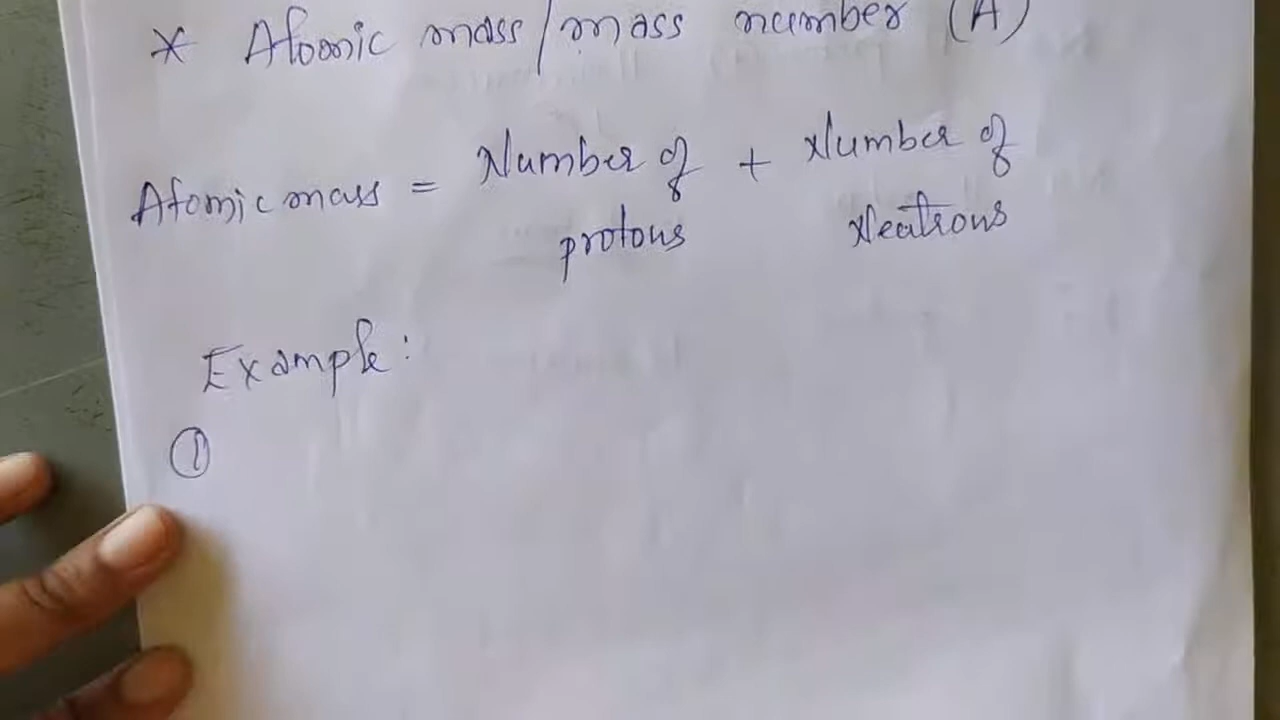 * Atomic mass/mass number (A)
Atomic mass = Number of protons + Number of Neutrons
Example:
①